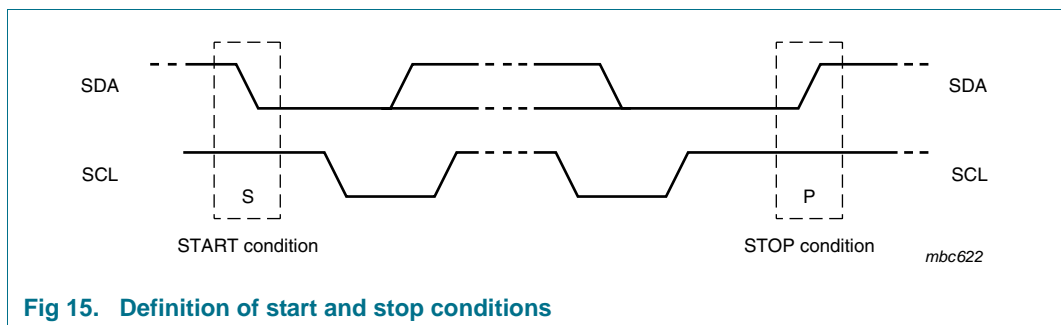 SDA
SDA
SCL
SCL
S
P
START condition
STOP condition
mbc622
Fig 15. Definition of start and stop conditions